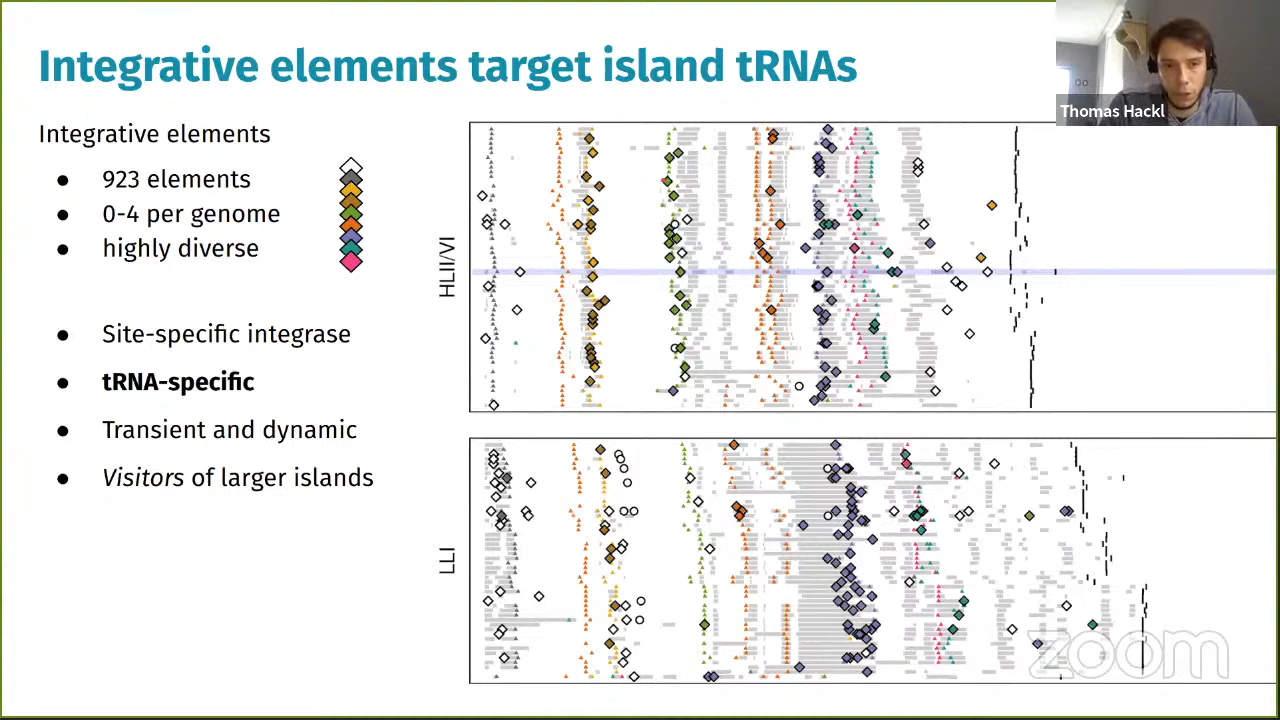 Integrative elements target island tRNAs
Thomas Hackl
Integrative elements
● 923 elements
● 0-4 per genome
● highly diverse
● Site-specific integrase
● tRNA-specific
● Transient and dynamic
● Visitors of larger islands
HLII/VI
LLI
zoom